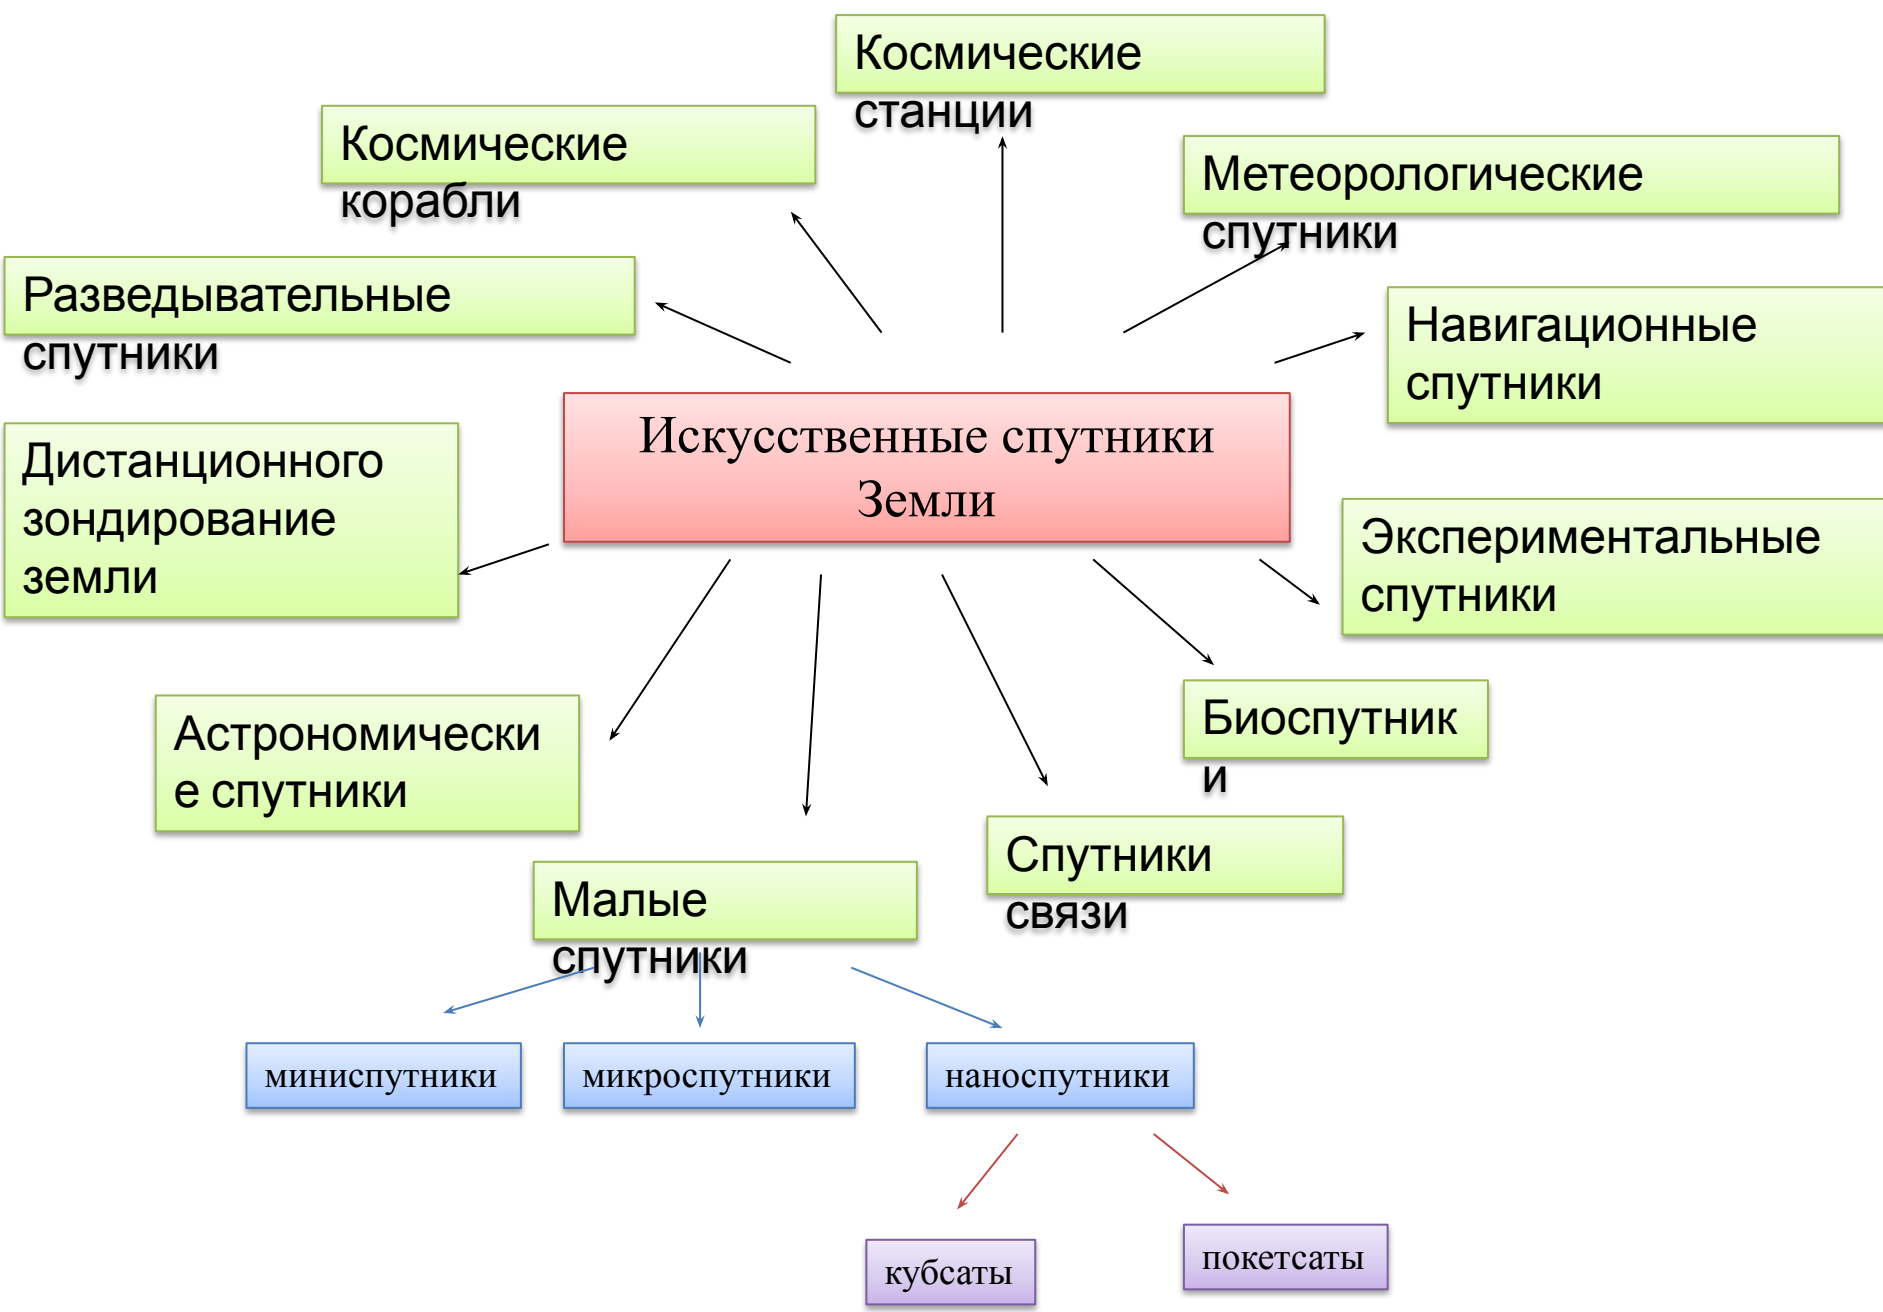 Космические
станции
Космические
корабли
Метеорологические
спутники
Разведывательные
спутники
Навигационные
спутники
Искусственные спутники
Земли
Дистанционного
зондирование
земли
Экспериментальные
спутники
Астрономически
е спутники
Биоспутник
и
Спутники
связи
Малые
спутники
миниспутники
микроспутники
наноспутники
кубсаты
покетсаты